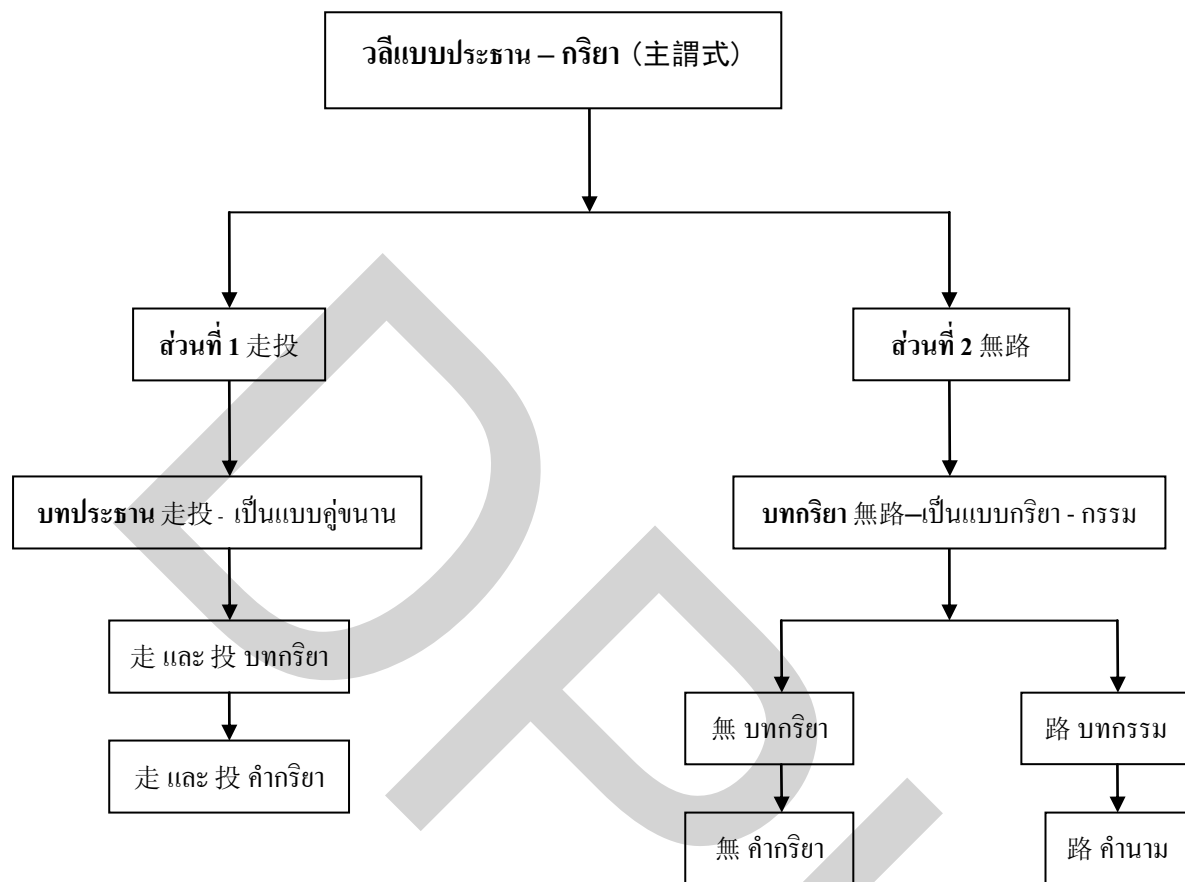 วลีแบบประธาน – กริยา (主謂式)
ส่วนที่ 1 走投
ส่วนที่ 2 無路
บทประธาน 走投 - เป็นแบบคู่ขนาน
บทกริยา 無路–เป็นแบบกริยา - กรรม
走 และ 投 บทกริยา
無 บทกริยา
路 บทกรรม
走 และ 投 คำกริยา
無 คำกริยา
路 คำนาม